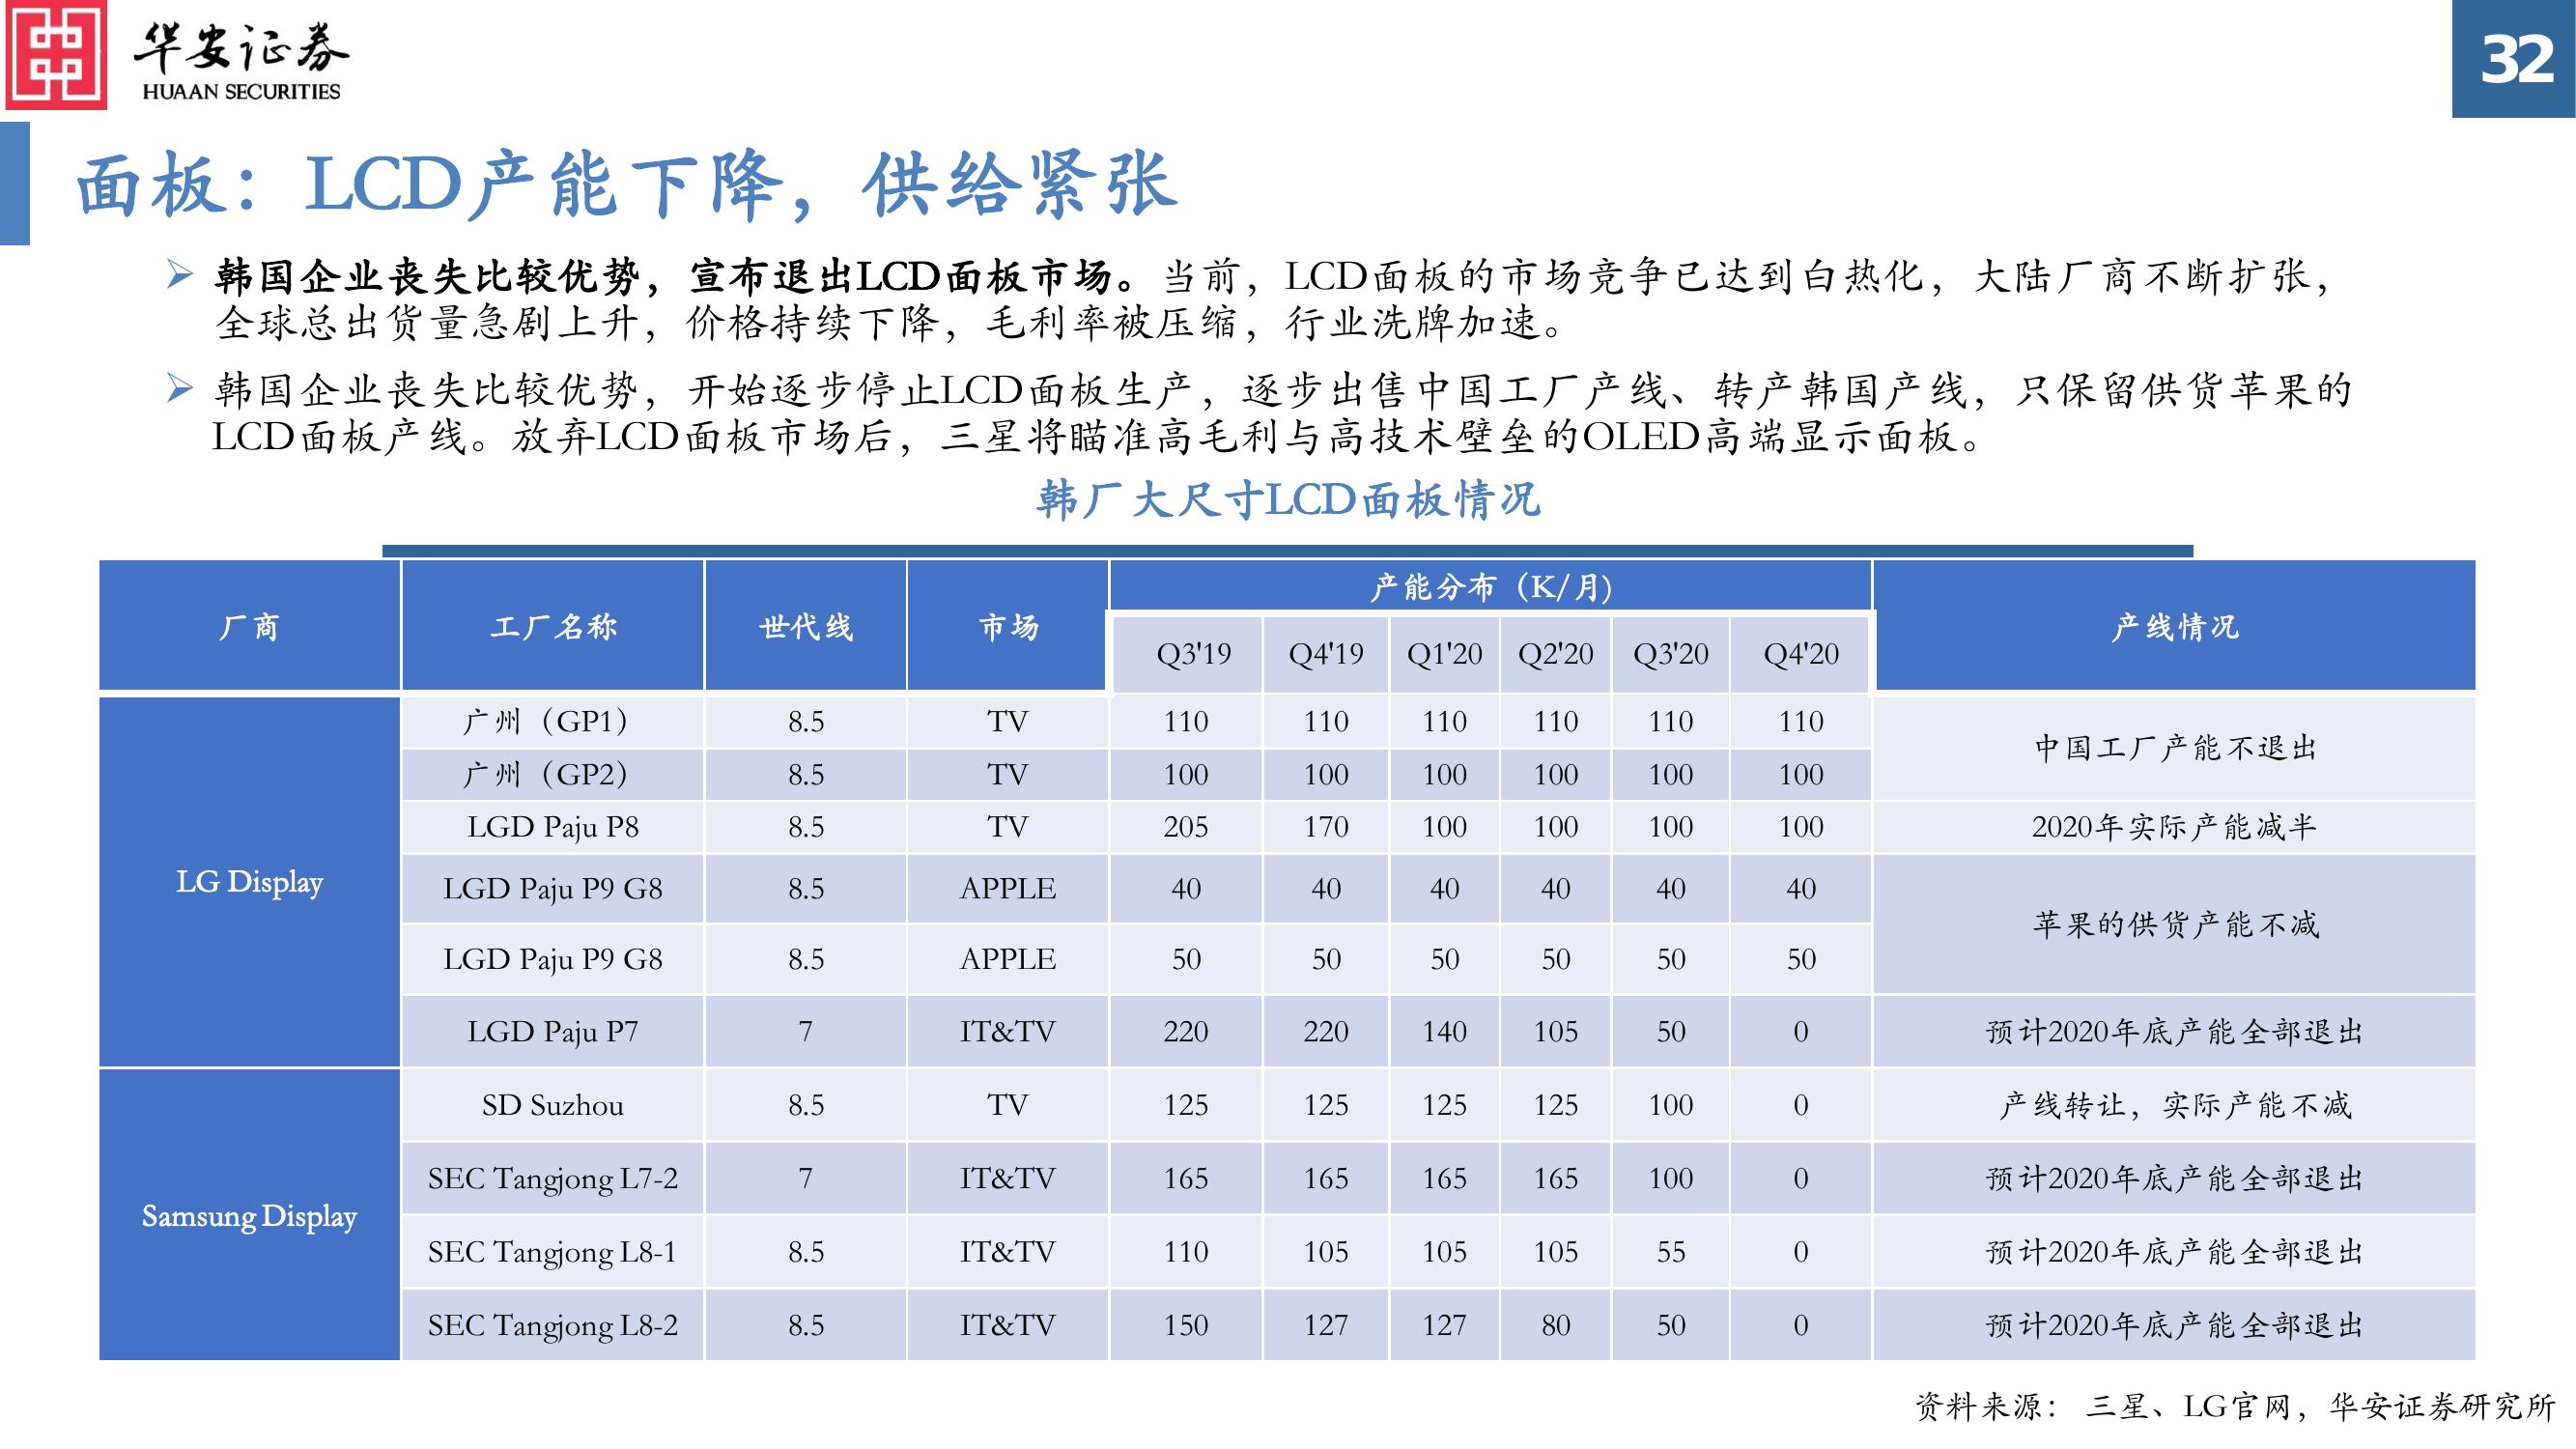 华安证券
HUAAN SECURITIES
32
面板：LCD产能下降，供给紧张
韩国企业丧失比较优势，宣布退出LCD面板市场。当前，LCD面板的市场竞争已达到白热化，大陆厂商不断扩张，
全球总出货量急剧上升，价格持续下降，毛利率被压缩，行业洗牌加速。
韩国企业丧失比较优势，开始逐步停止LCD面板生产，逐步出售中国工厂产线、转产韩国产线，只保留供货苹果的
LCD面板产线。放弃LCD面板市场后，三星将瞄准高毛利与高技术壁垒的OLED高端显示面板。
韩厂大尺寸LCD面板情况
厂商 工厂名称 世代线 市场 产能分布（K/月） 产线情况
Q3'19 Q4'19 Q1'20 Q2'20 Q3'20 Q4'20
LG Display
广州（GP1） 8.5 TV 110 110 110 110 110 110 中国工厂产能不退出
广州（GP2） 8.5 TV 100 100 100 100 100 100
LGD Paju P8 8.5 TV 205 170 100 100 100 100 2020年实际产能减半
LGD Paju P9 G8 8.5 APPLE 40 40 40 40 40 40 苹果的供货产能不减
LGD Paju P9 G8 8.5 APPLE 50 50 50 50 50 50
LGD Paju P7 7 IT&TV 220 220 140 105 50 0 预计2020年底产能全部退出
Samsung Display
SD Suzhou 8.5 TV 125 125 125 125 100 0 产线转让，实际产能不减
SEC Tangjong L7-2 7 IT&TV 165 165 165 165 100 0 预计2020年底产能全部退出
SEC Tangjong L8-1 8.5 IT&TV 110 105 105 105 55 0 预计2020年底产能全部退出
SEC Tangjong L8-2 8.5 IT&TV 150 127 127 80 50 0 预计2020年底产能全部退出
资料来源： 三星、LG官网，华安证券研究所